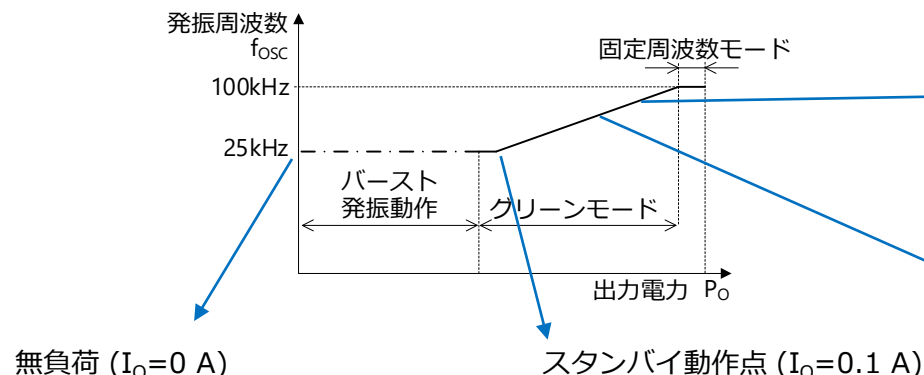 発振周波数
fOSC
固定周波数モード
100kHz
25kHz
バースト
発振動作
グリーンモード
出力電力 PO
無負荷 (IO=0 A)
スタンバイ動作点 (IO=0.1 A)